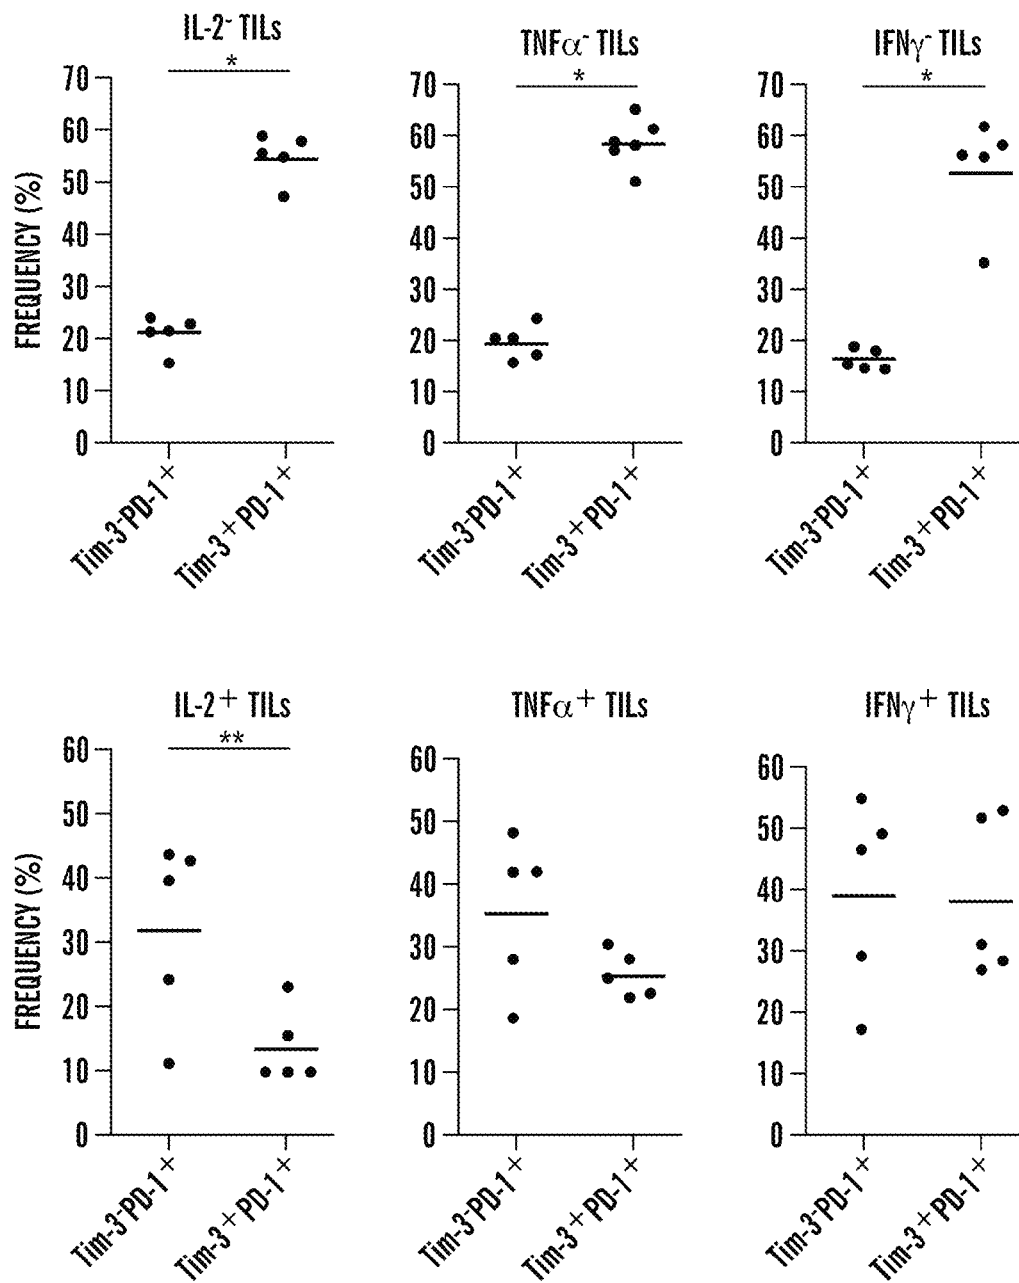 IL-2- TILs
*
FREQUENCY (%)
70
60
50
40
30
20
10
0
Tim-3-PD-1+
Tim-3+PD-1+
TNFα- TILs
*
70
60
50
40
30
20
10
0
Tim-3-PD-1+
Tim-3+PD-1+
IFNγ- TILs
*
70
60
50
40
30
20
10
0
Tim-3-PD-1+
Tim-3+PD-1+
IL-2+ TILs
**
FREQUENCY (%)
60
50
40
30
20
10
0
Tim-3-PD-1+
Tim-3+PD-1+
TNFα+ TILs
60
50
40
30
20
10
0
Tim-3-PD-1+
Tim-3+PD-1+
IFNγ+ TILs
60
50
40
30
20
10
0
Tim-3-PD-1+
Tim-3+PD-1+